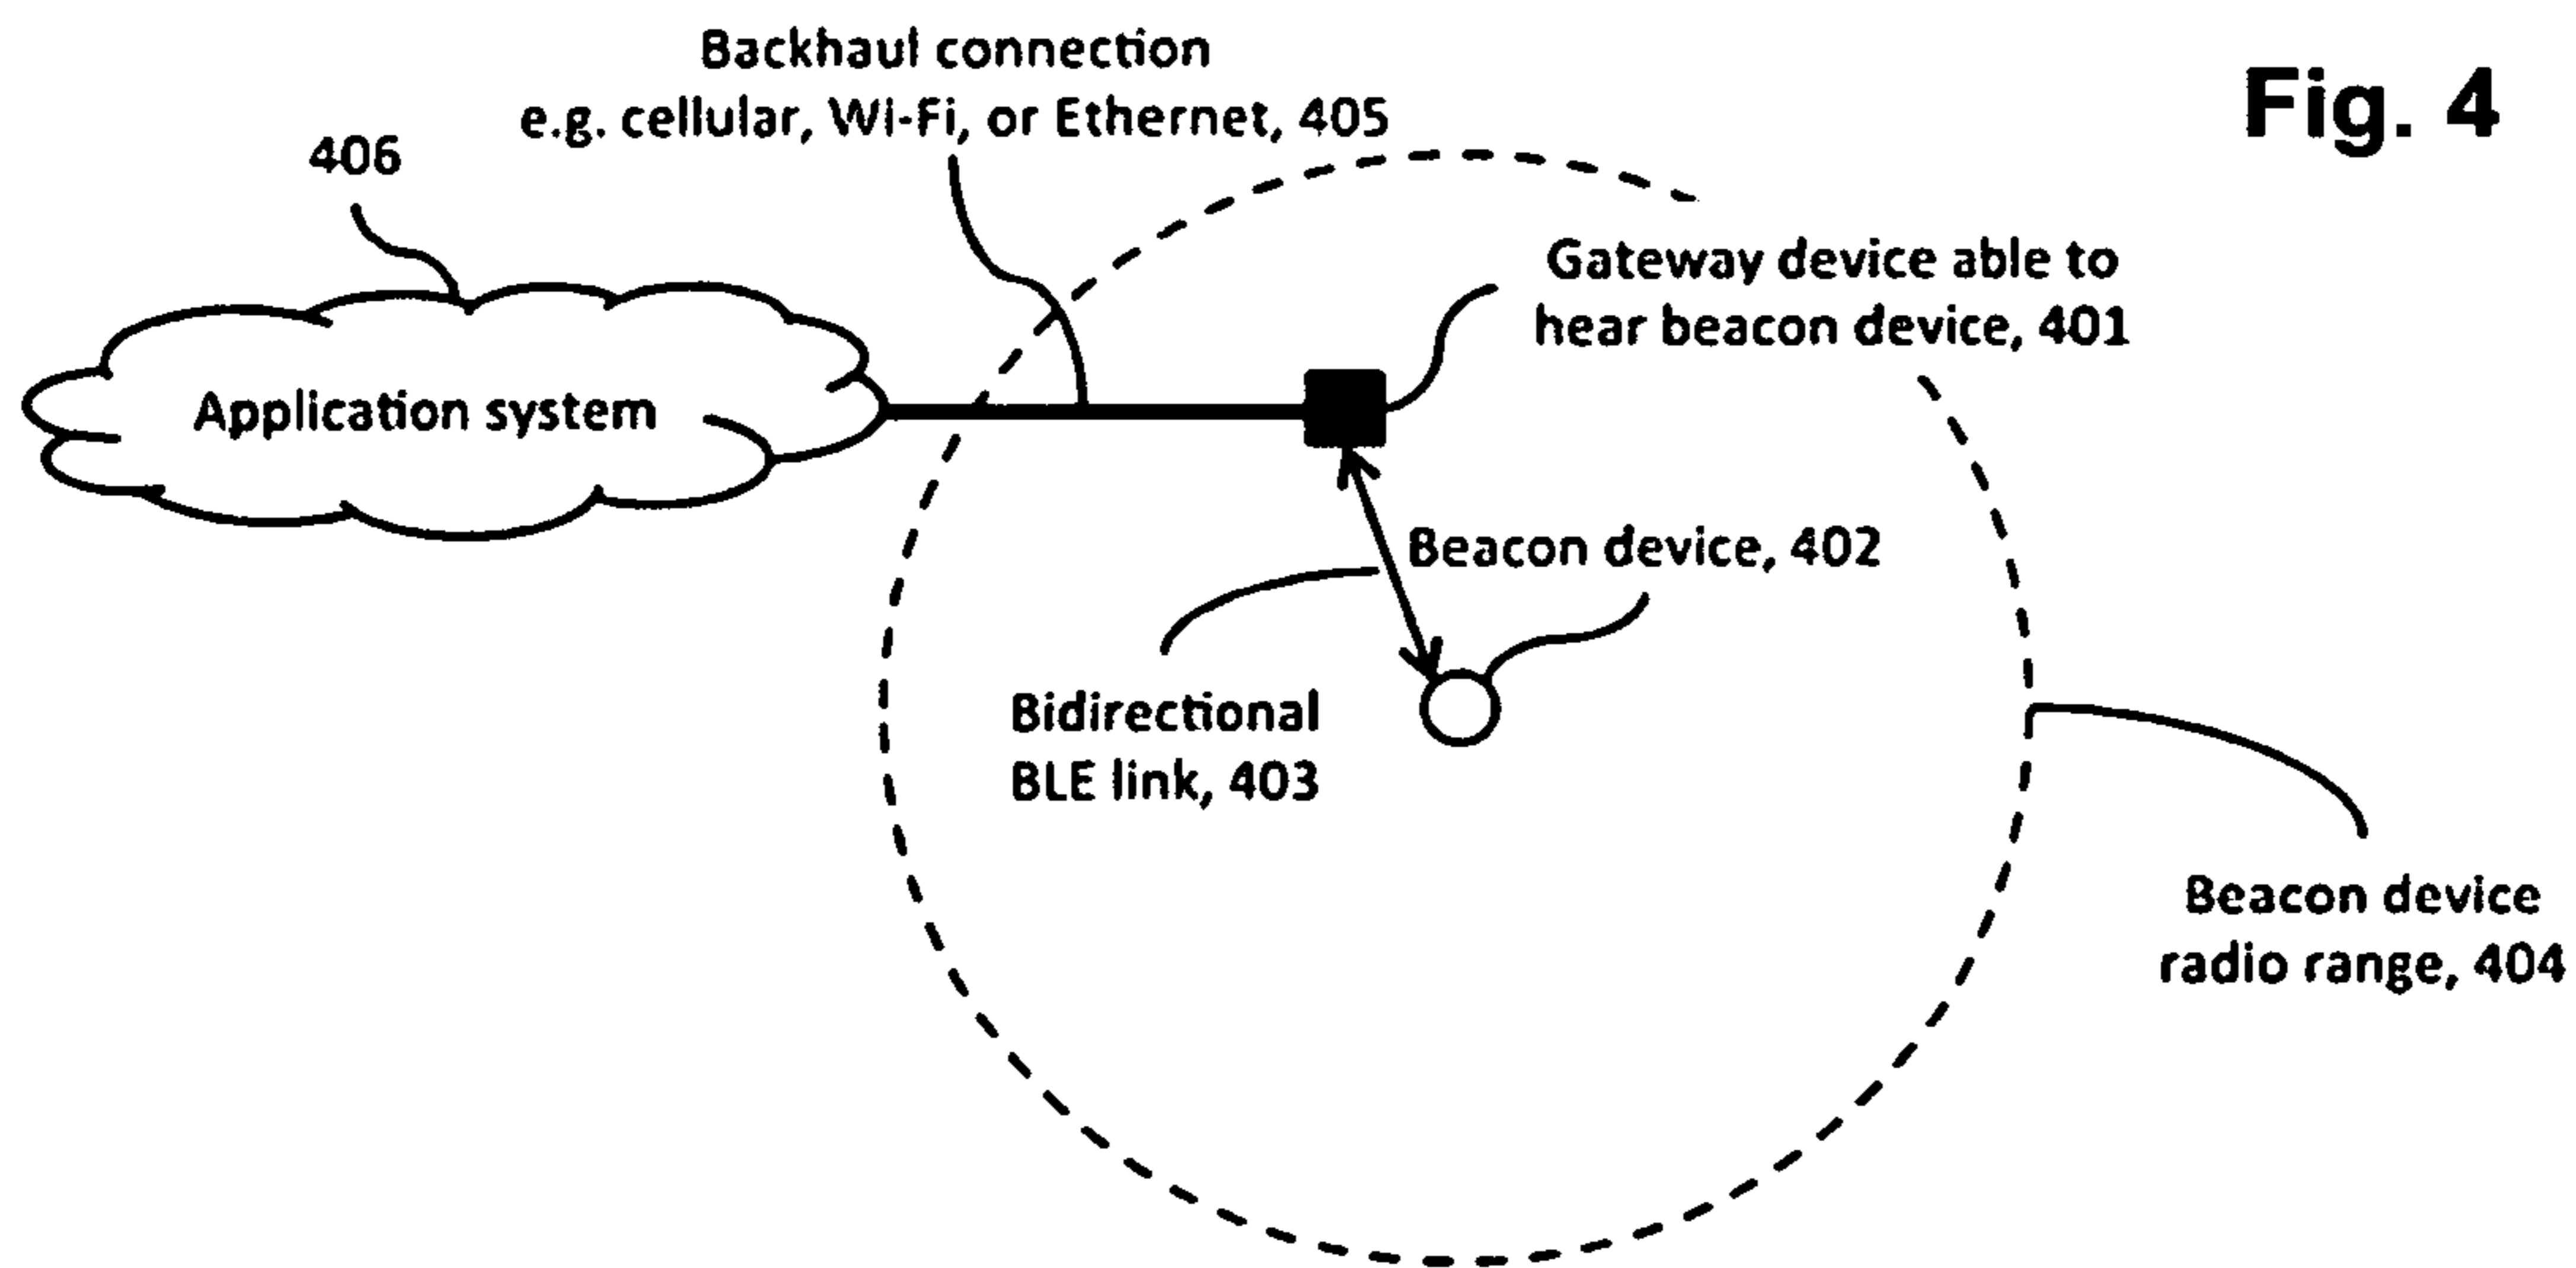 Fig. 4
Backhaul connection
e.g. cellular, Wi-Fi, or Ethernet, 405
406
Gateway device able to
hear beacon device, 401
Application system
Beacon device, 402
Bidirectional
BLE link, 403
Beacon device
radio range, 404